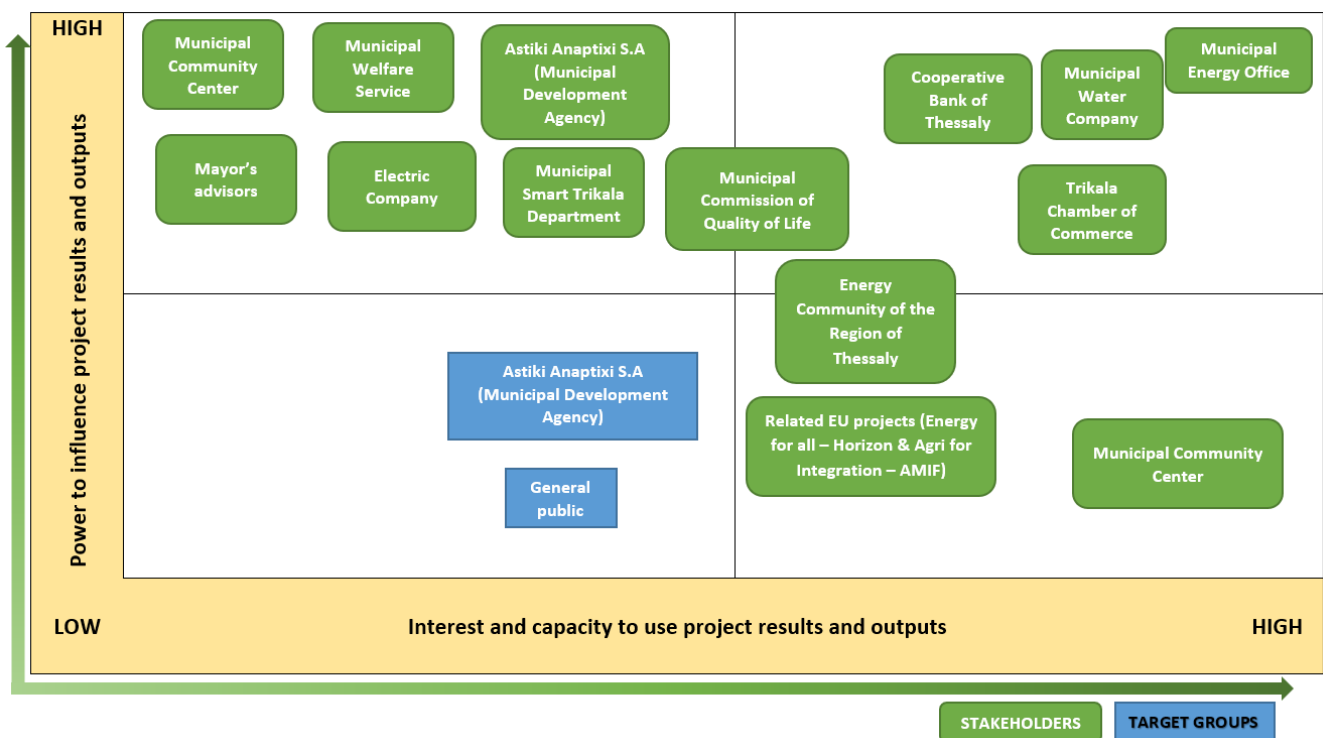 HIGH
Power to influence project results and outputs
Municipal
Community
Center
Municipal
Welfare
Service
Astiki Anaptixi S.A
(Municipal
Development
Agency)
Cooperative
Bank of
Thessaly
Municipal
Water
Company
Municipal
Energy Office
Mayor's
advisors
Electric
Company
Municipal
Smart Trikala
Department
Municipal
Commission of
Quality of Life
Trikala
Chamber of
Commerce
Energy
Community of the
Region of
Thessaly
Astiki Anaptixi S.A
(Municipal Development
Agency)
Related EU projects (Energy
for all – Horizon & Agri for
Integration – AMIF)
Municipal Community
Center
General
public
LOW
Interest and capacity to use project results and outputs
HIGH
STAKEHOLDERS
TARGET GROUPS